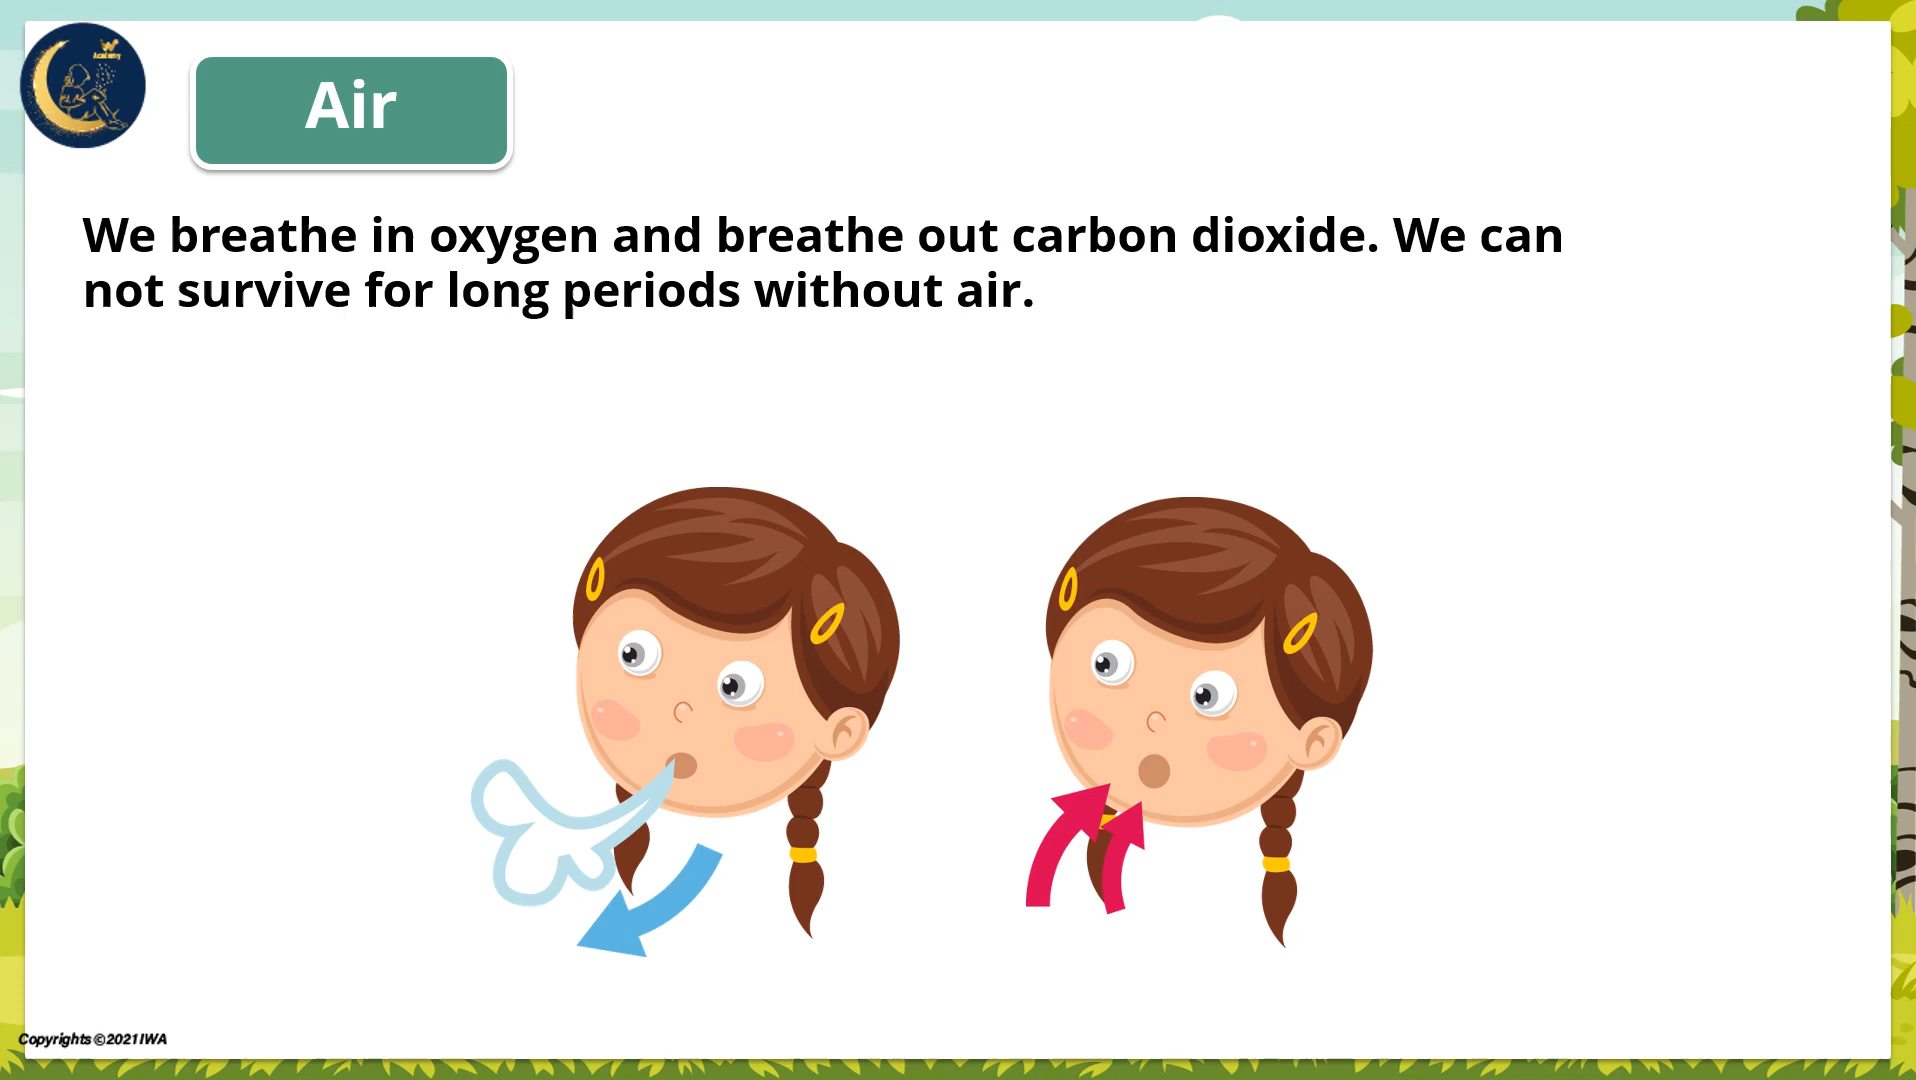 Academy
Air
We breathe in oxygen and breathe out carbon dioxide. We can
not survive for long periods without air.
Copyrights©2021IWA